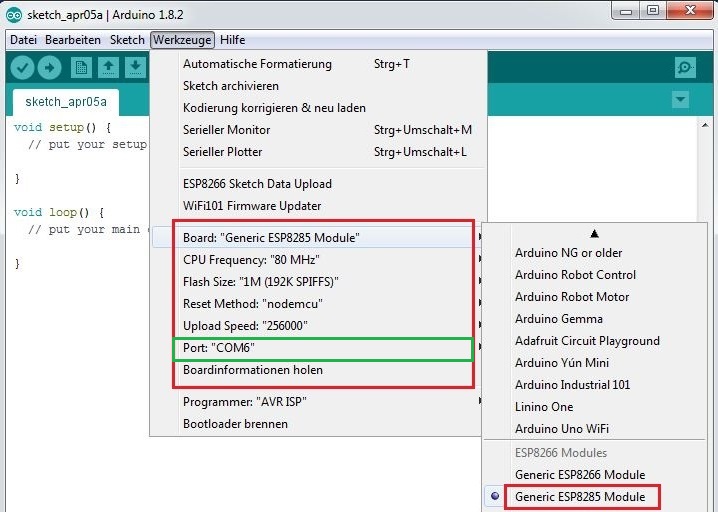 sketch_apr05a | Arduino 1.8.2
Datei Bearbeiten Sketch Werkzeuge Hilfe
sketch_apr05a
void setup() {
// put your setup
}
void loop() {
// put your main
}
Automatische Formatierung Strg+T
Sketch archivieren
Kodierung korrigieren & neu laden
Serieller Monitor Strg+Umschalt+M
Serieller Plotter Strg+Umschalt+L
ESP8266 Sketch Data Upload
WiFi101 Firmware Updater
Board: "Generic ESP8285 Module"
CPU Frequency: "80 MHz"
Flash Size: "1M (192K SPIFFS)"
Reset Method: "nodemcu"
Upload Speed: "256000"
Port: "COM6"
Boardinformationen holen
Programmer: "AVR ISP"
Bootloader brennen
Arduino NG or older
Arduino Robot Control
Arduino Robot Motor
Arduino Gemma
Adafruit Circuit Playground
Arduino Yún Mini
Arduino Industrial 101
Linino One
Arduino Uno WiFi
ESP8266 Modules
Generic ESP8266 Module
Generic ESP8285 Module